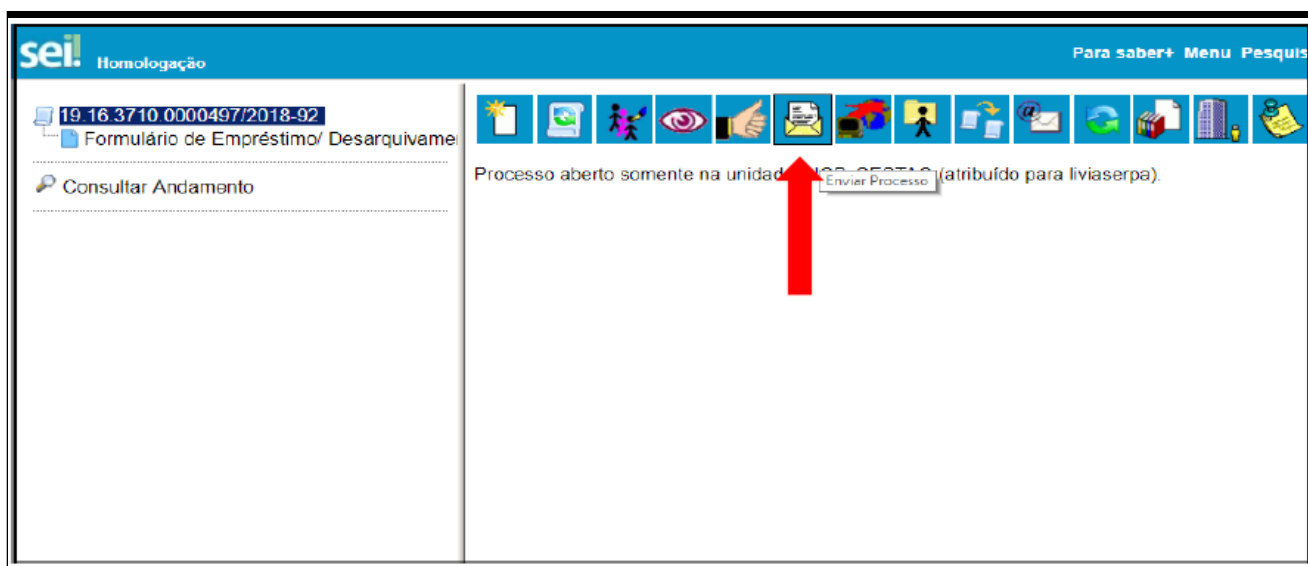 sei! Homologação
Para saber+ Menu Pesquis
19.16.3710.0000497/2018-92
Formulário de Empréstimo/ Desarquivame
Consultar Andamento
Processo aberto somente na unidad (atribuído para liviaserpa).
Enviar Processo